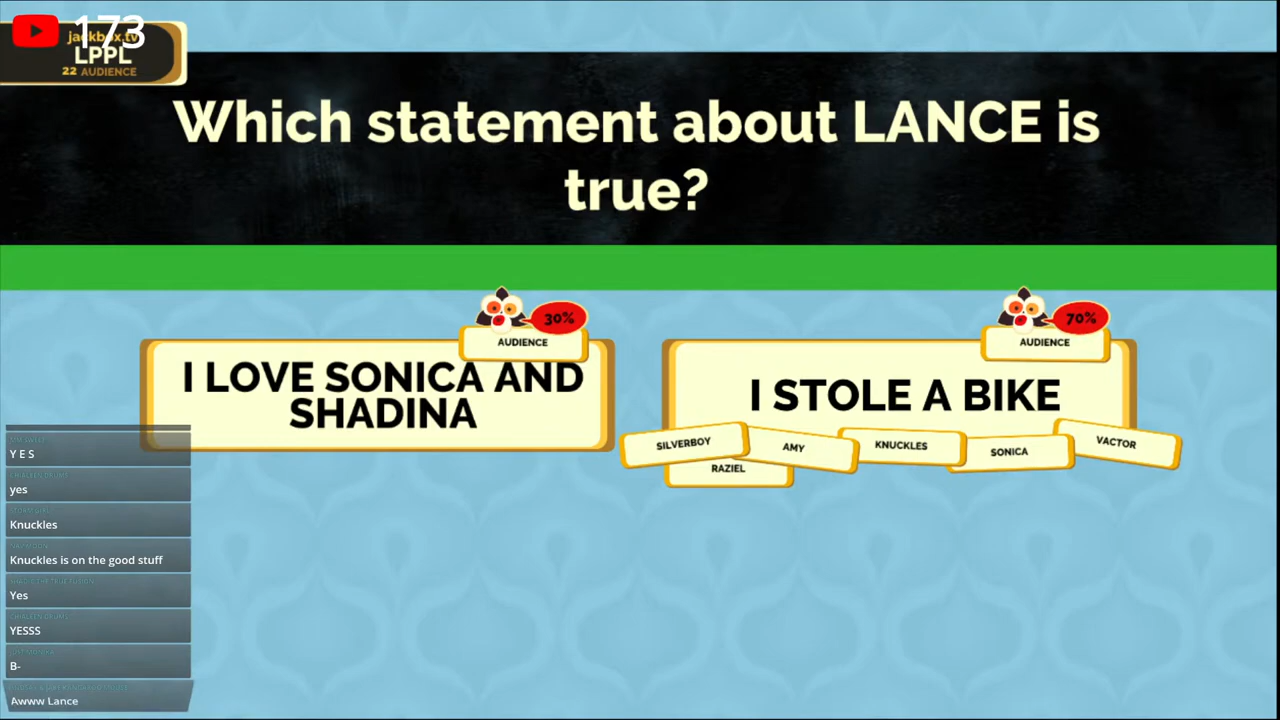 173
jackbox.tv
LPPL
22 AUDIENCE
Which statement about LANCE is
true?
30%
AUDIENCE
I LOVE SONICA AND
SHADINA
70%
AUDIENCE
I STOLE A BIKE
SILVERBOY
AMY
KNUCKLES
SONICA
VACTOR
RAZIEL
Y E S
yes
Knuckles
Knuckles is on the good stuff
Yes
YESSS
B-
Awww Lance